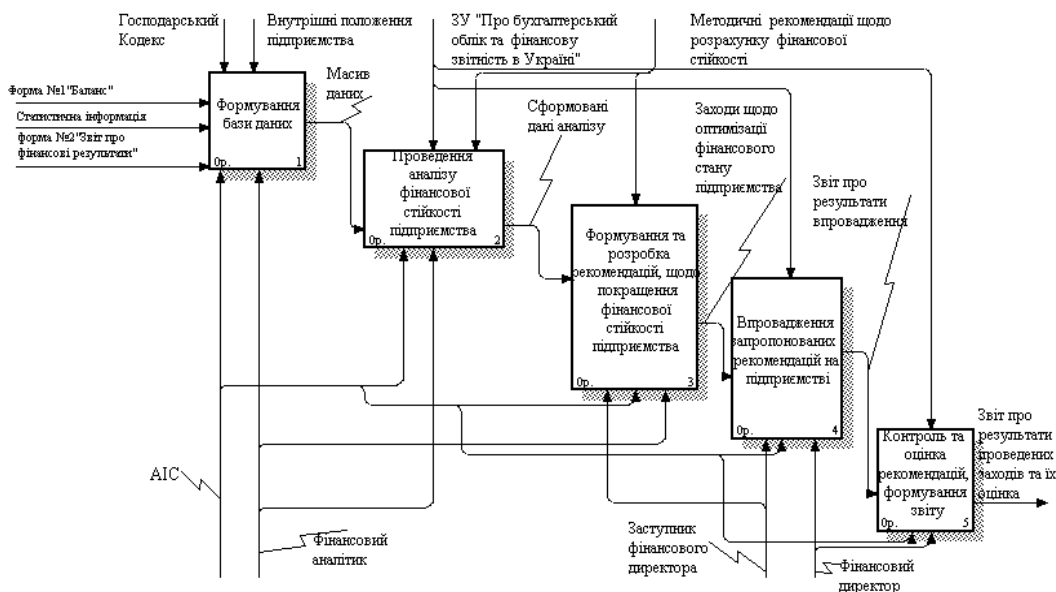 Господарський
Кодекс
Внутрішні положення
підприємства
ЗУ "Про бухгалтерський
облік та фінансову
звітність в Україні"
Методичні рекомендації щодо
розрахунку фінансової
стійкості
Форма №1"Баланс"
Статистична інформація
форма №2"Звіт про
фінансові результати"
Формування
бази даних
0р.
1
Масив
даних
Проведення
аналізу
фінансової
стійкості
підприємства
0р.
2
Сформовані
дані аналізу
Формування та
розробка
рекомендацій, щодо
покращення
фінансової
стійкості
підприємства
0р.
3
Заходи щодо
оптимізації
фінансового
стану
підприємства
Впровадження
запропонованих
рекомендацій на
підприємстві
0р.
4
Звіт про
результати
впровадження
Контроль та
оцінка
рекомендацій,
формування
звіту
0р.
5
Звіт про
результати
проведених
заходів та їх
оцінка
АІС
Фінансовий
аналітик
Заступник
фінансового
директора
Фінансовий
директор